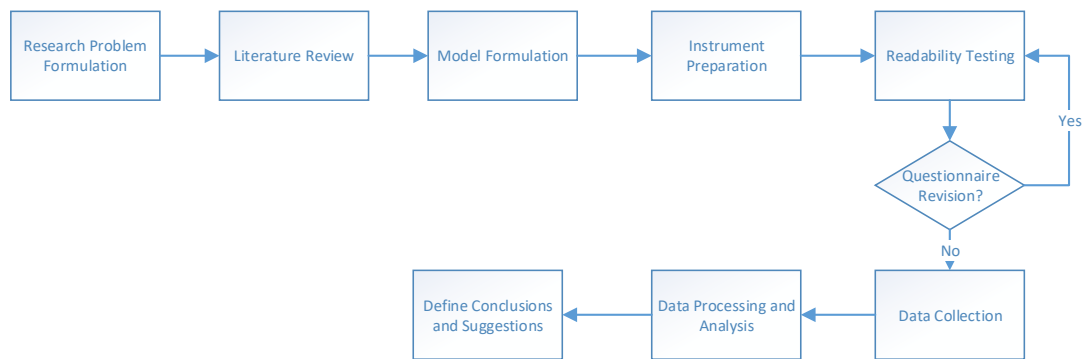 Research Problem
Formulation
Literature Review
Model Formulation
Instrument
Preparation
Readability Testing
Yes
Questionnaire
Revision?
No
Define Conclusions
and Suggestions
Data Processing and
Analysis
Data Collection